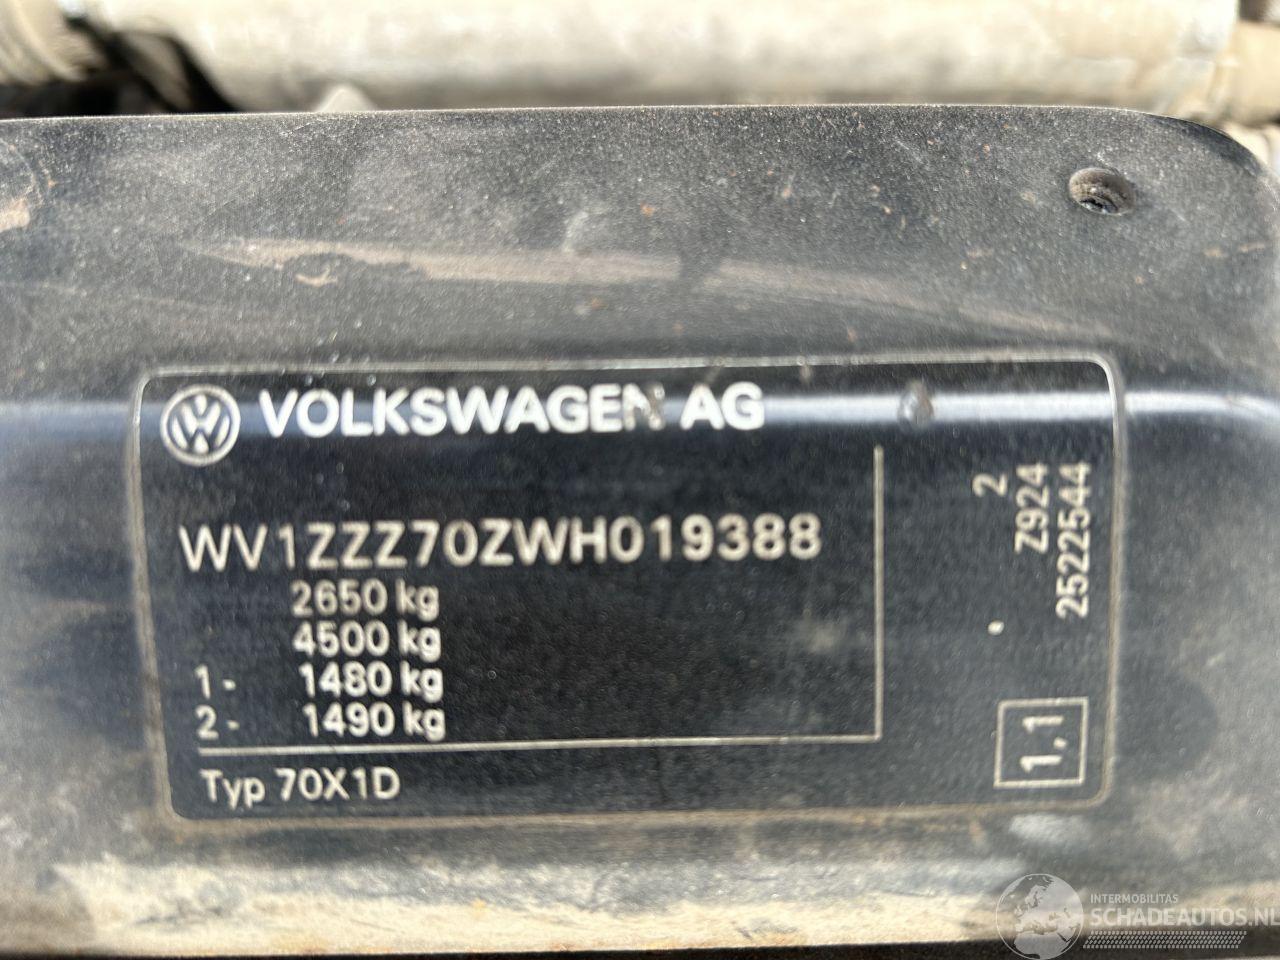 VOLKSWAGEN AG
WV1ZZZ70ZWH019388
2650 kg
4500 kg
1 - 1480 kg
2 - 1490 kg
Typ 70X1D
. 2
Z924
2522544
1,1
INTERMOBILITAS
SCHADEAUTOS.NL